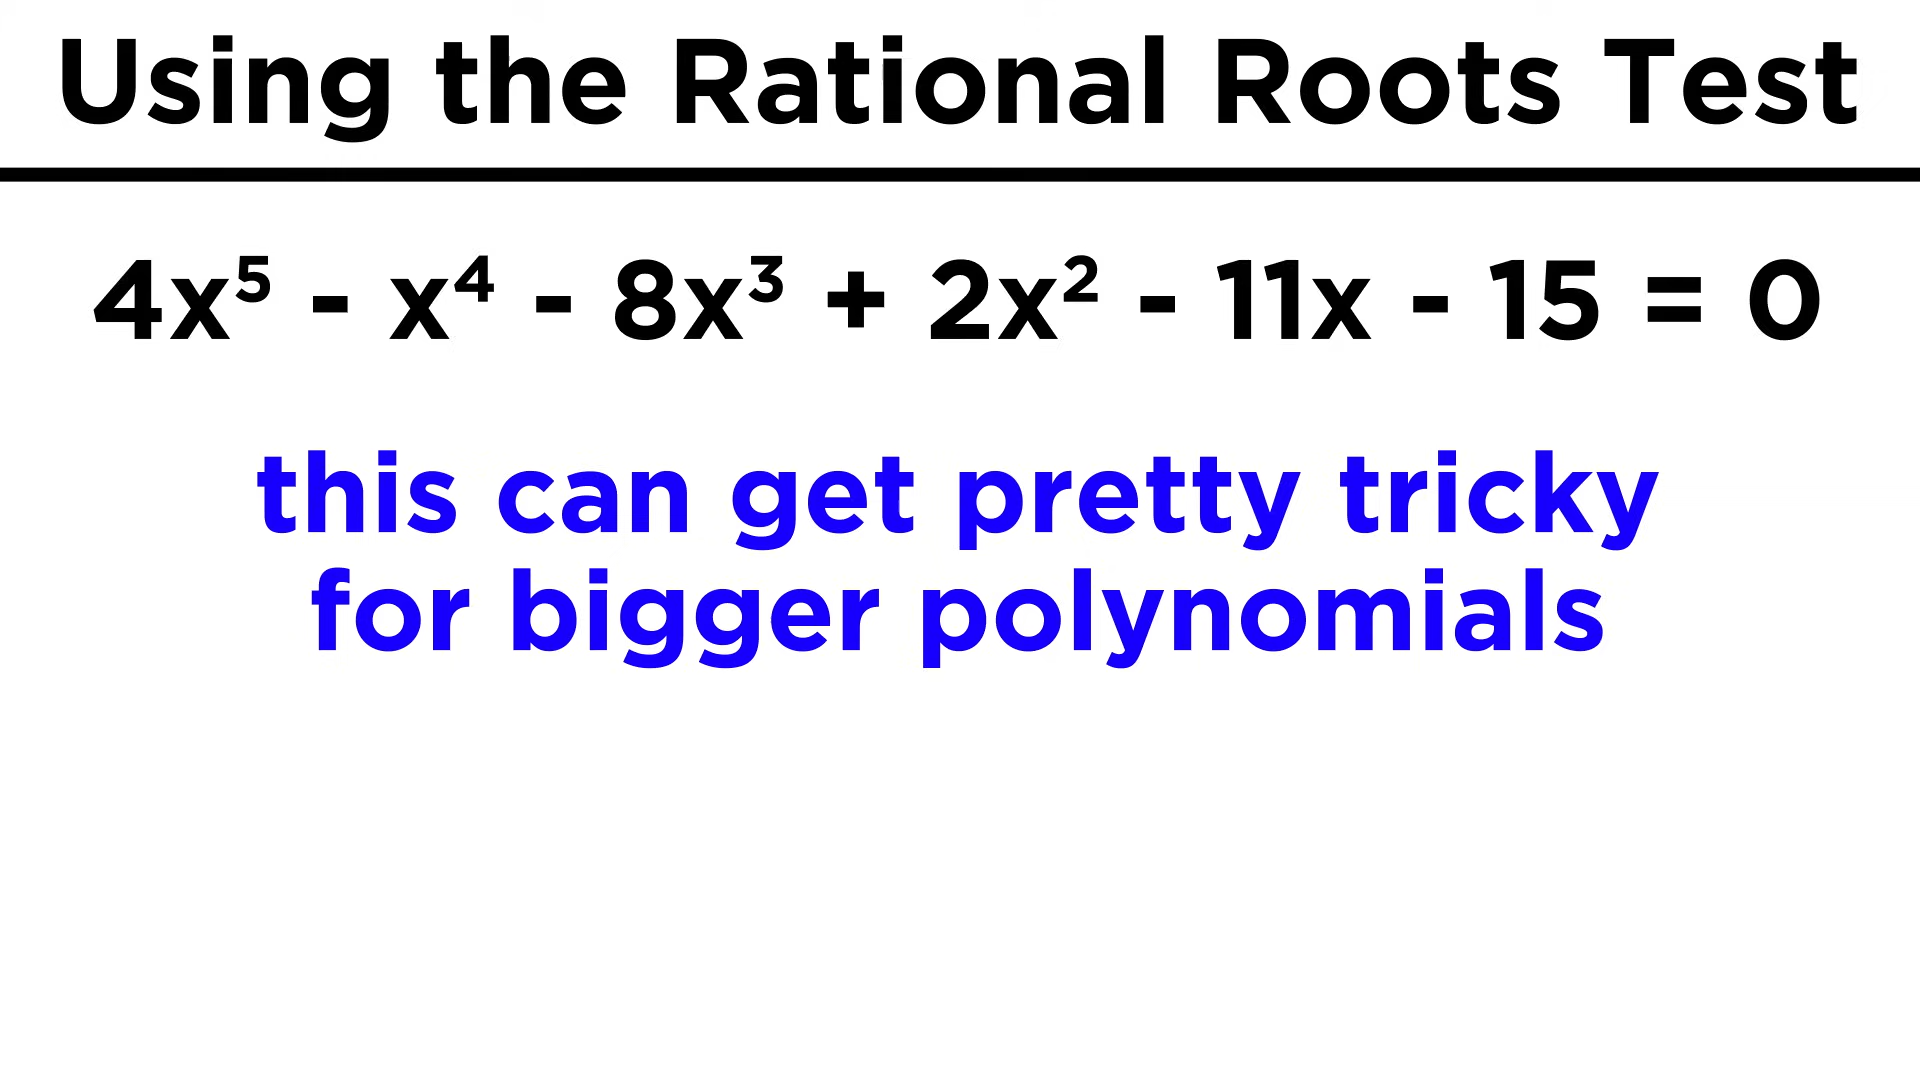 Using the Rational Roots Test
4x⁵ - x⁴ - 8x³ + 2x² - 11x - 15 = 0
this can get pretty tricky
for bigger polynomials